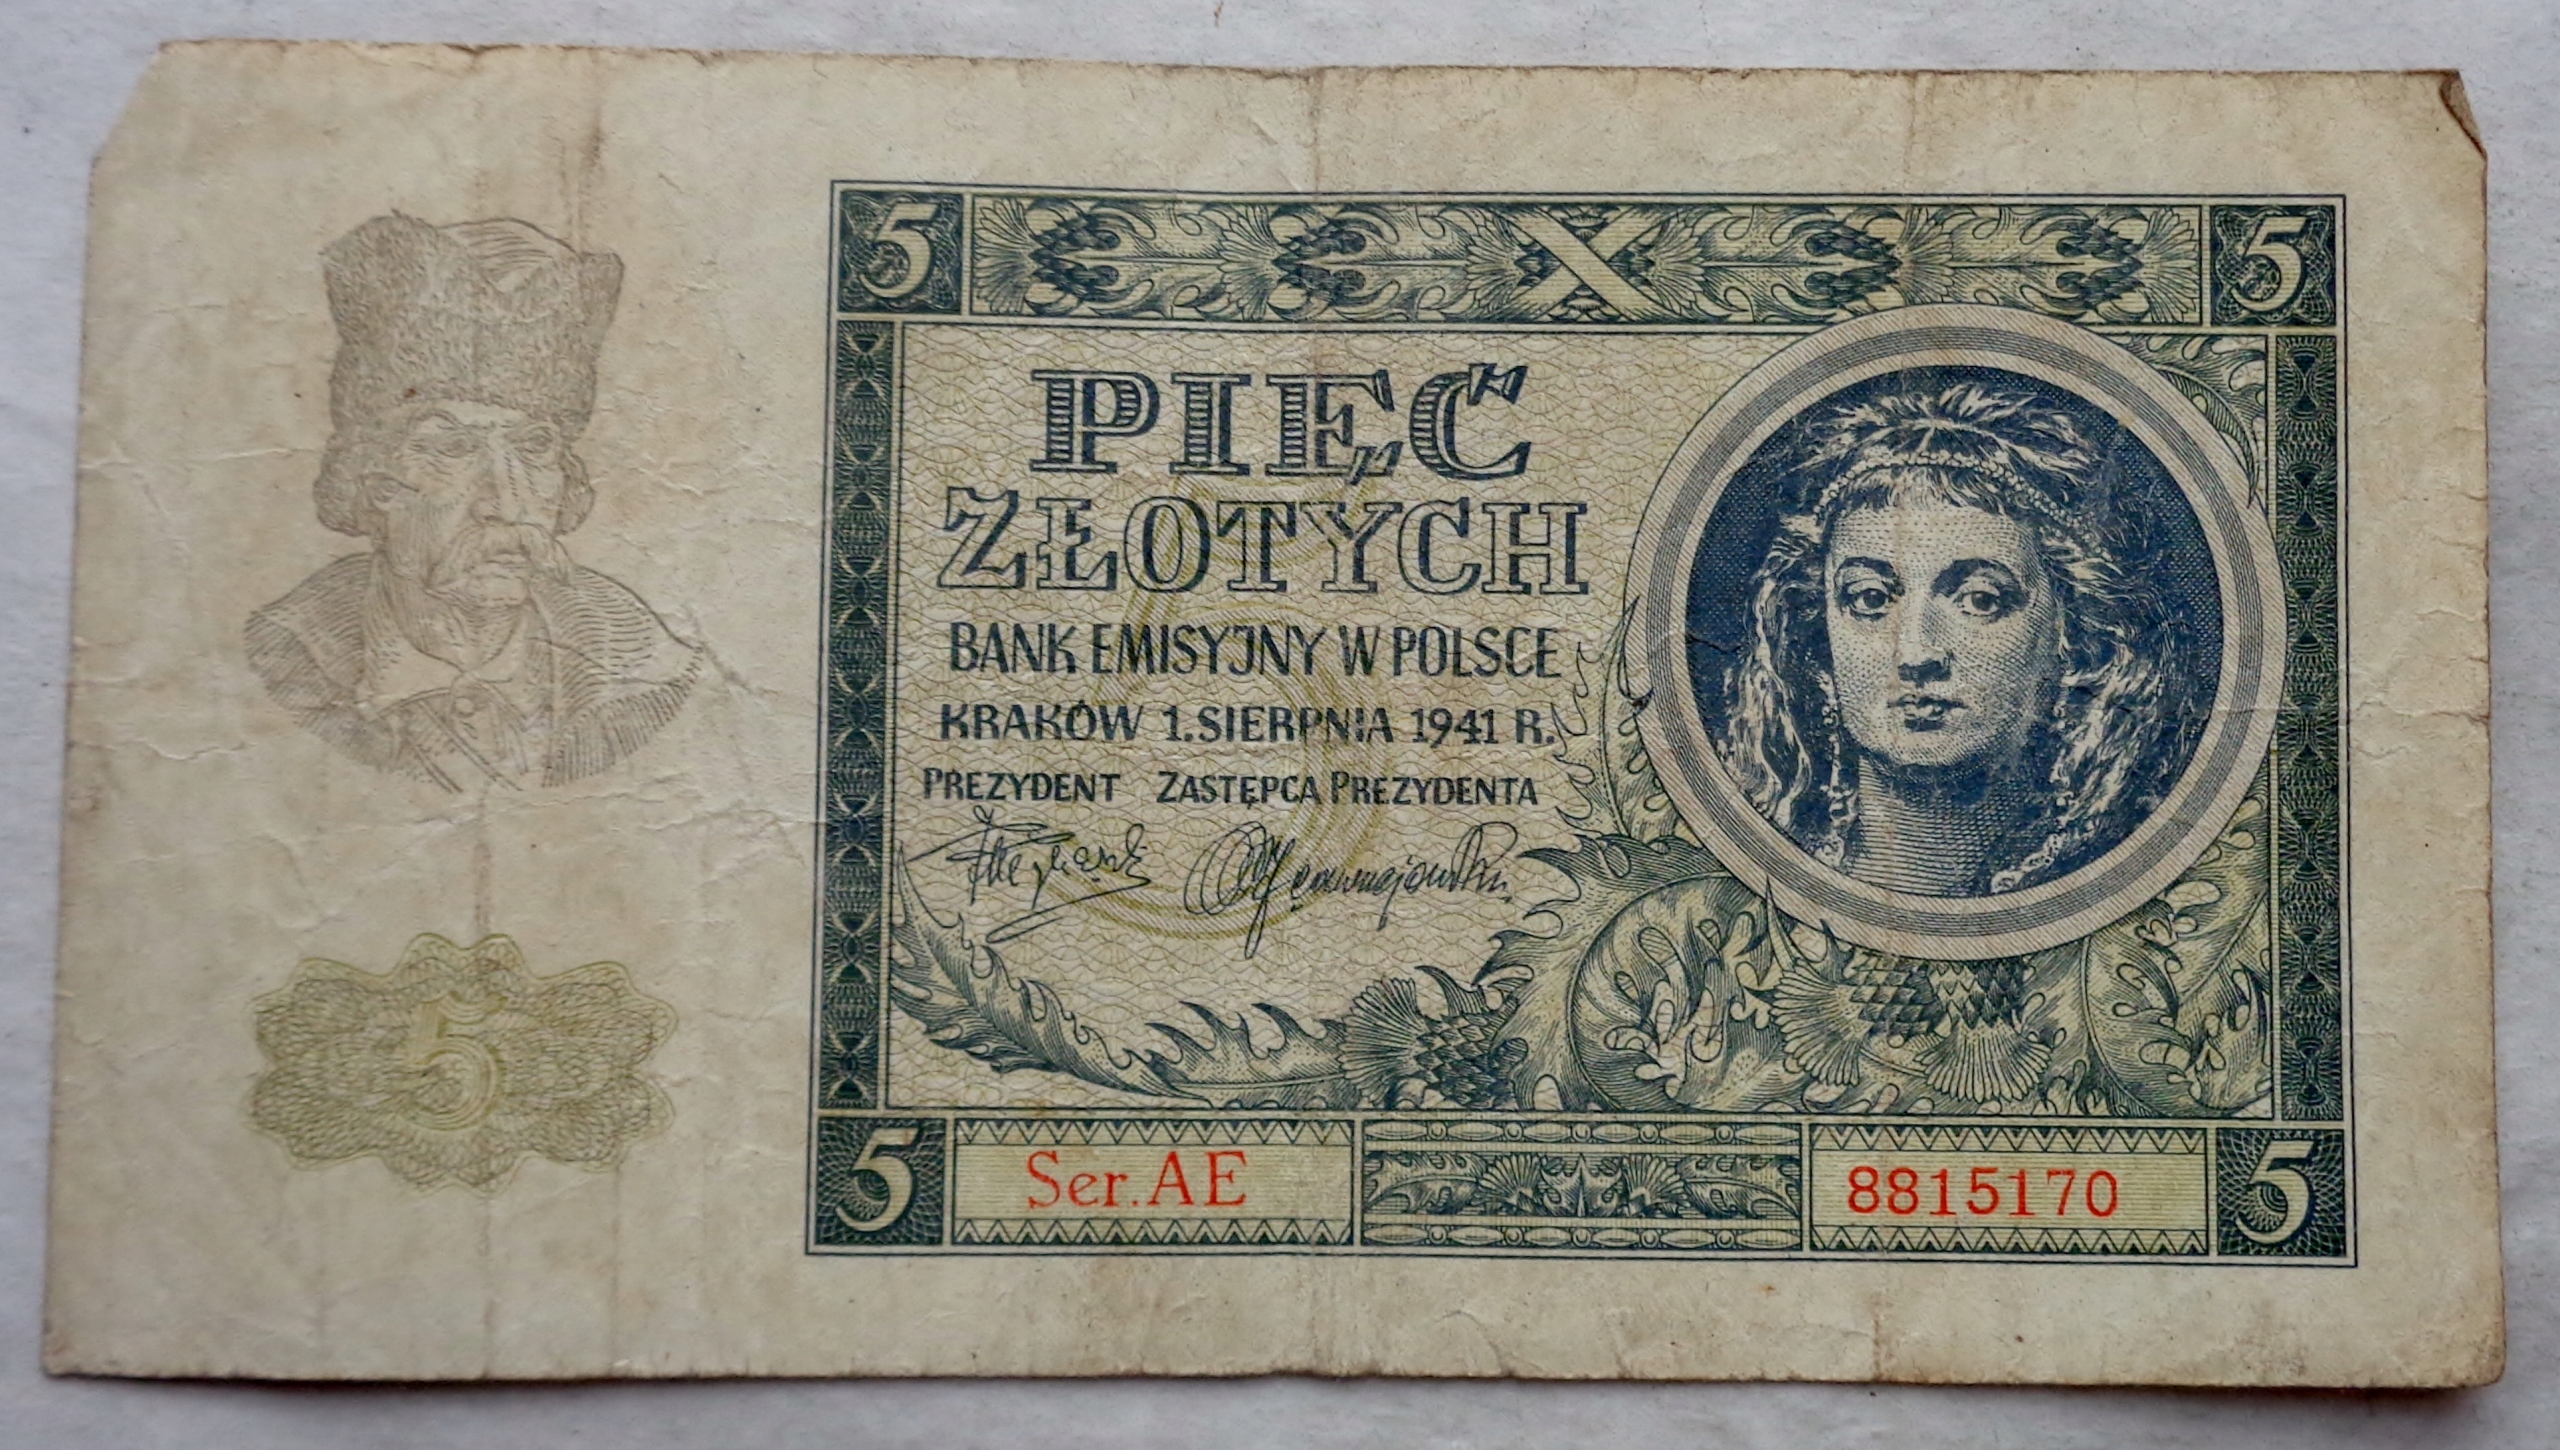 5 5
PIĘĆ
ZŁOTYCH
BANK EMISYJNY W POLSCE
KRAKÓW 1. SIERPNIA 1941 R.
PREZYDENT ZASTĘPCA PREZYDENTA
5
5 Ser. AE 8815170 5